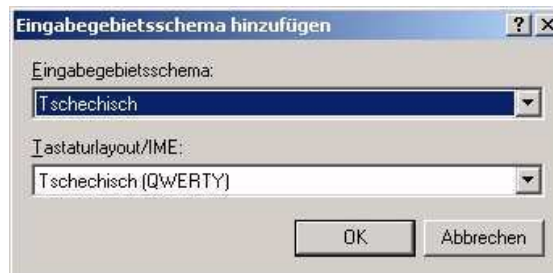 Eingabegebietsschema hinzufügen
Eingabegebietsschema:
Tschechisch
Tastaturlayout/IME:
Tschechisch (QWERTY)
OK Abbrechen